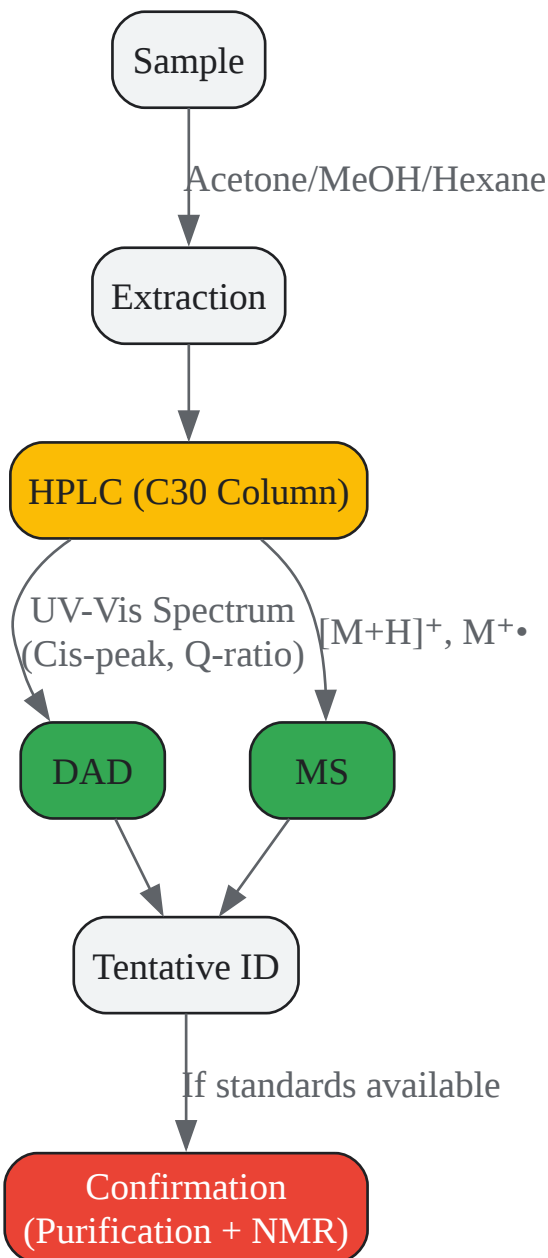 Sample
Acetone/MeOH/Hexane
Extraction
HPLC (C30 Column)
UV-Vis Spectrum
(Cis-peak, Q-ratio)
[M+H]⁺, M⁺•
DAD
MS
Tentative ID
If standards available
Confirmation
(Purification + NMR)